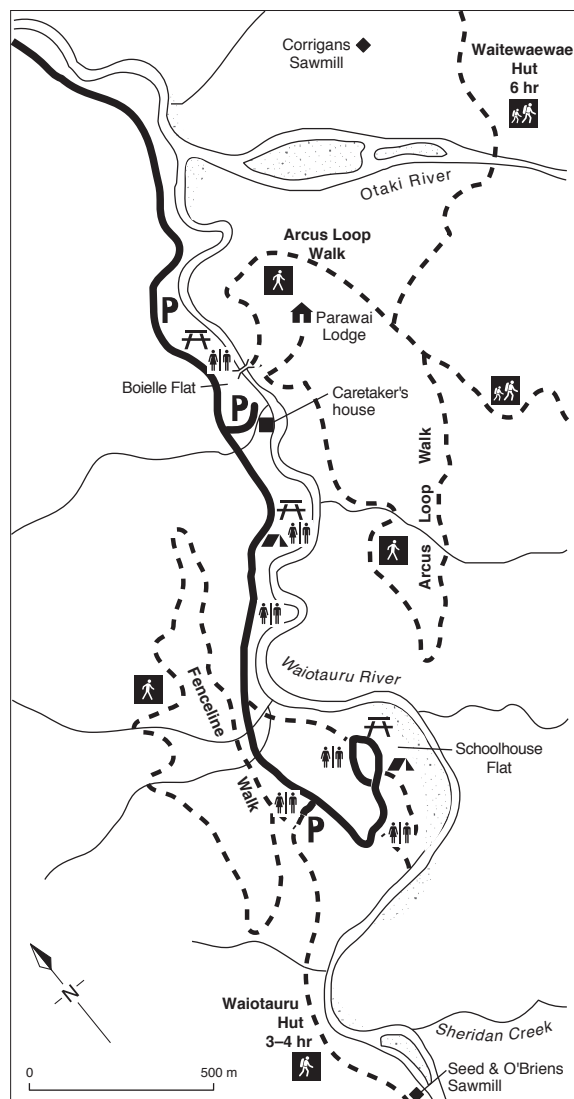 Corrigans
Sawmill
Waitewaewae
Hut
6 hr
Otaki River
Arcus Loop
Walk
P
Parawai
Lodge
Boielle Flat
P
Caretaker's
house
Arcus Loop Walk
Waiotauru River
Fenceline Walk
Schoolhouse
Flat
P
N
Waiotauru
Hut
3–4 hr
Sheridan Creek
Seed & O'Briens
Sawmill
0 500 m